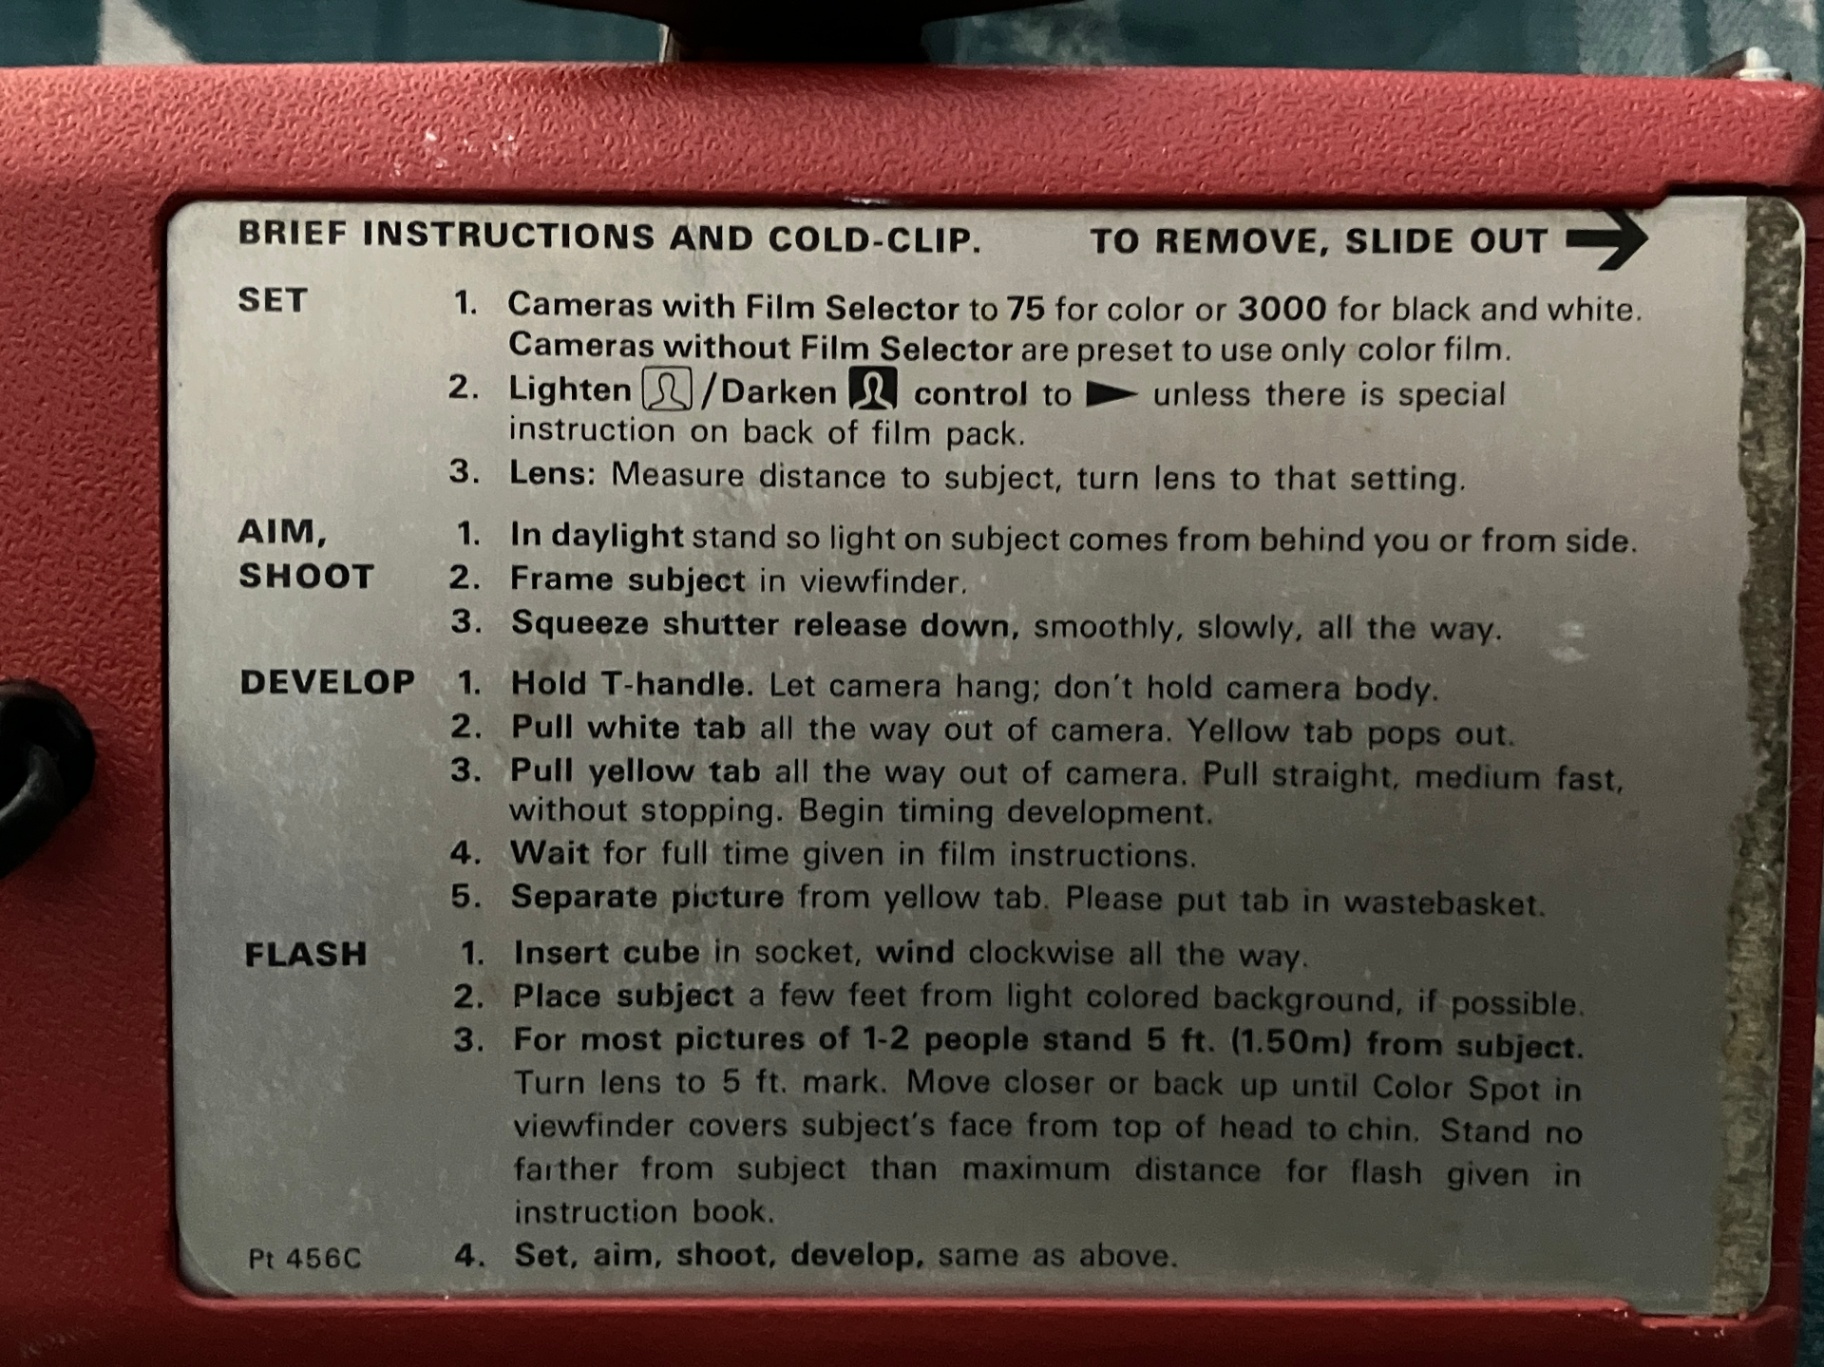 BRIEF INSTRUCTIONS AND COLD-CLIP. TO REMOVE, SLIDE OUT
SET 1. Cameras with Film Selector to 75 for color or 3000 for black and white.
Cameras without Film Selector are preset to use only color film.
2. Lighten /Darken control to unless there is special
instruction on back of film pack.
3. Lens: Measure distance to subject, turn lens to that setting.
AIM, 1. In daylight stand so light on subject comes from behind you or from side.
SHOOT 2. Frame subject in viewfinder.
3. Squeeze shutter release down, smoothly, slowly, all the way.
DEVELOP 1. Hold T-handle. Let camera hang; don't hold camera body.
2. Pull white tab all the way out of camera. Yellow tab pops out.
3. Pull yellow tab all the way out of camera. Pull straight, medium fast,
without stopping. Begin timing development.
4. Wait for full time given in film instructions.
5. Separate picture from yellow tab. Please put tab in wastebasket.
FLASH 1. Insert cube in socket, wind clockwise all the way.
2. Place subject a few feet from light colored background, if possible.
3. For most pictures of 1-2 people stand 5 ft. (1.50m) from subject.
Turn lens to 5 ft. mark. Move closer or back up until Color Spot in
viewfinder covers subject's face from top of head to chin. Stand no
farther from subject than maximum distance for flash given in
instruction book.
Pt 456C 4. Set, aim, shoot, develop, same as above.